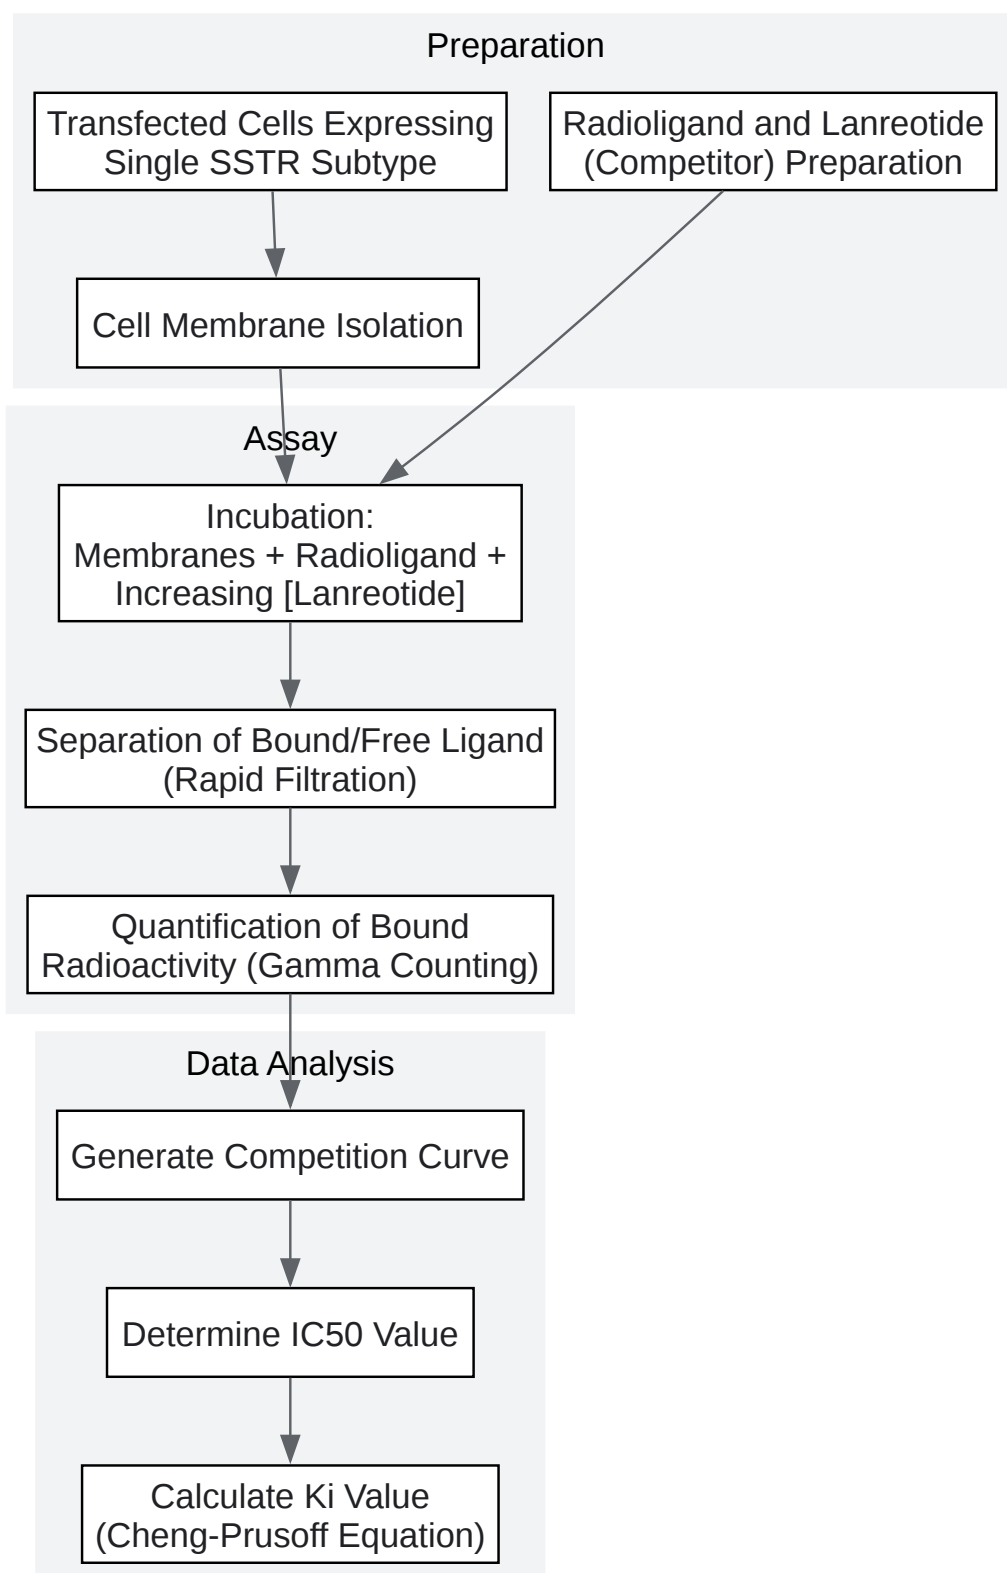 Preparation
Transfected Cells Expressing
Single SSTR Subtype
Radioligand and Lanreotide
(Competitor) Preparation
Cell Membrane Isolation
Assay
Incubation:
Membranes + Radioligand +
Increasing [Lanreotide]
Separation of Bound/Free Ligand
(Rapid Filtration)
Quantification of Bound
Radioactivity (Gamma Counting)
Data Analysis
Generate Competition Curve
Determine IC50 Value
Calculate Ki Value
(Cheng-Prusoff Equation)